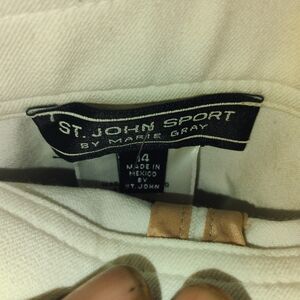 ST. JOHN SPORT
BY MARIE GRAY
14
MADE IN
MEXICO
BY
ST. JOHN